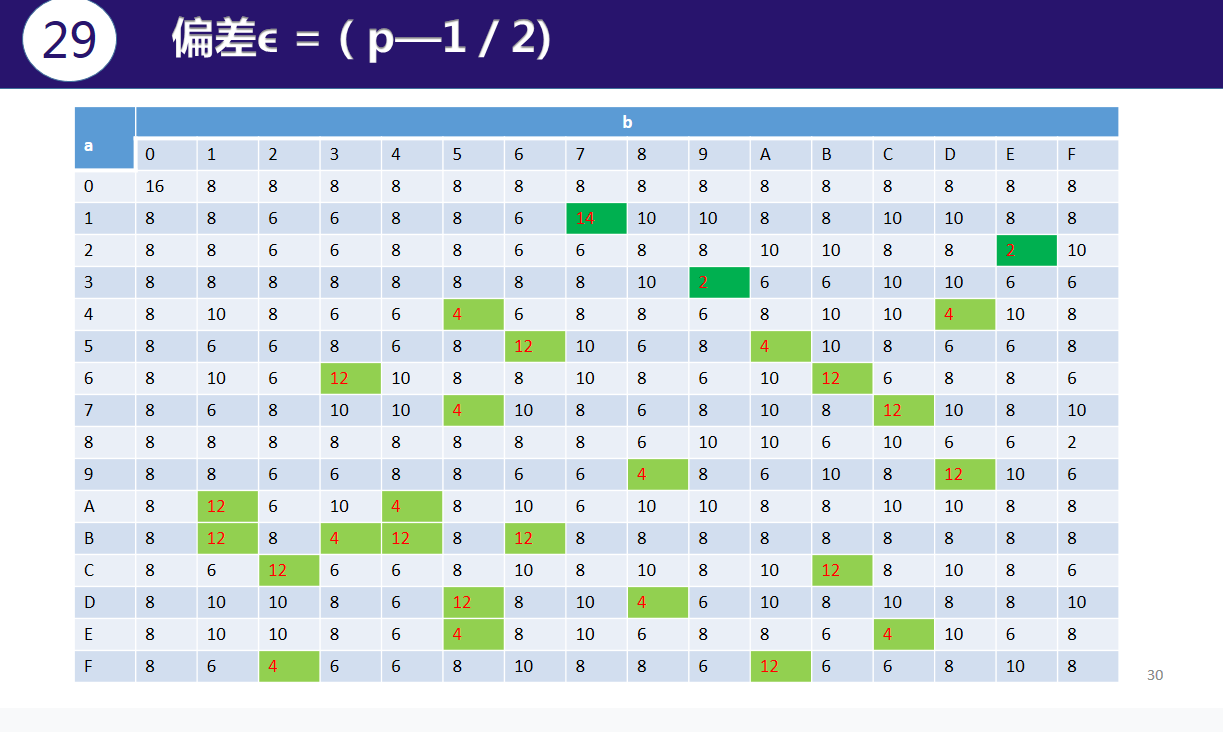 29
偏差ϵ = ( p—1 / 2)
a b
0 1 2 3 4 5 6 7 8 9 A B C D E F
0 16 8 8 8 8 8 8 8 8 8 8 8 8 8 8 8
1 8 8 6 6 8 8 6 14 10 10 8 8 10 10 8 8
2 8 8 6 6 8 8 6 6 8 8 10 10 8 8 2 10
3 8 8 8 8 8 8 8 8 10 2 6 6 10 10 6 6
4 8 10 8 6 6 4 6 8 8 6 8 10 10 4 10 8
5 8 6 6 8 6 8 12 10 6 8 4 10 8 6 6 8
6 8 10 6 12 10 8 8 10 8 6 10 12 6 8 8 6
7 8 6 8 10 10 4 10 8 6 8 10 8 12 10 8 10
8 8 8 8 8 8 8 8 8 6 10 10 6 10 6 6 2
9 8 8 6 6 8 8 6 6 4 8 6 10 8 12 10 6
A 8 12 6 10 4 8 10 6 10 10 8 8 10 10 8 8
B 8 12 8 4 12 8 12 8 8 8 8 8 8 8 8 8
C 8 6 12 6 6 8 10 8 10 8 10 12 8 10 8 6
D 8 10 10 8 6 12 8 10 4 6 10 8 10 8 8 10
E 8 10 10 8 6 4 8 10 6 8 8 6 4 10 6 8
F 8 6 4 6 6 8 10 8 8 6 12 6 6 8 10 8
30